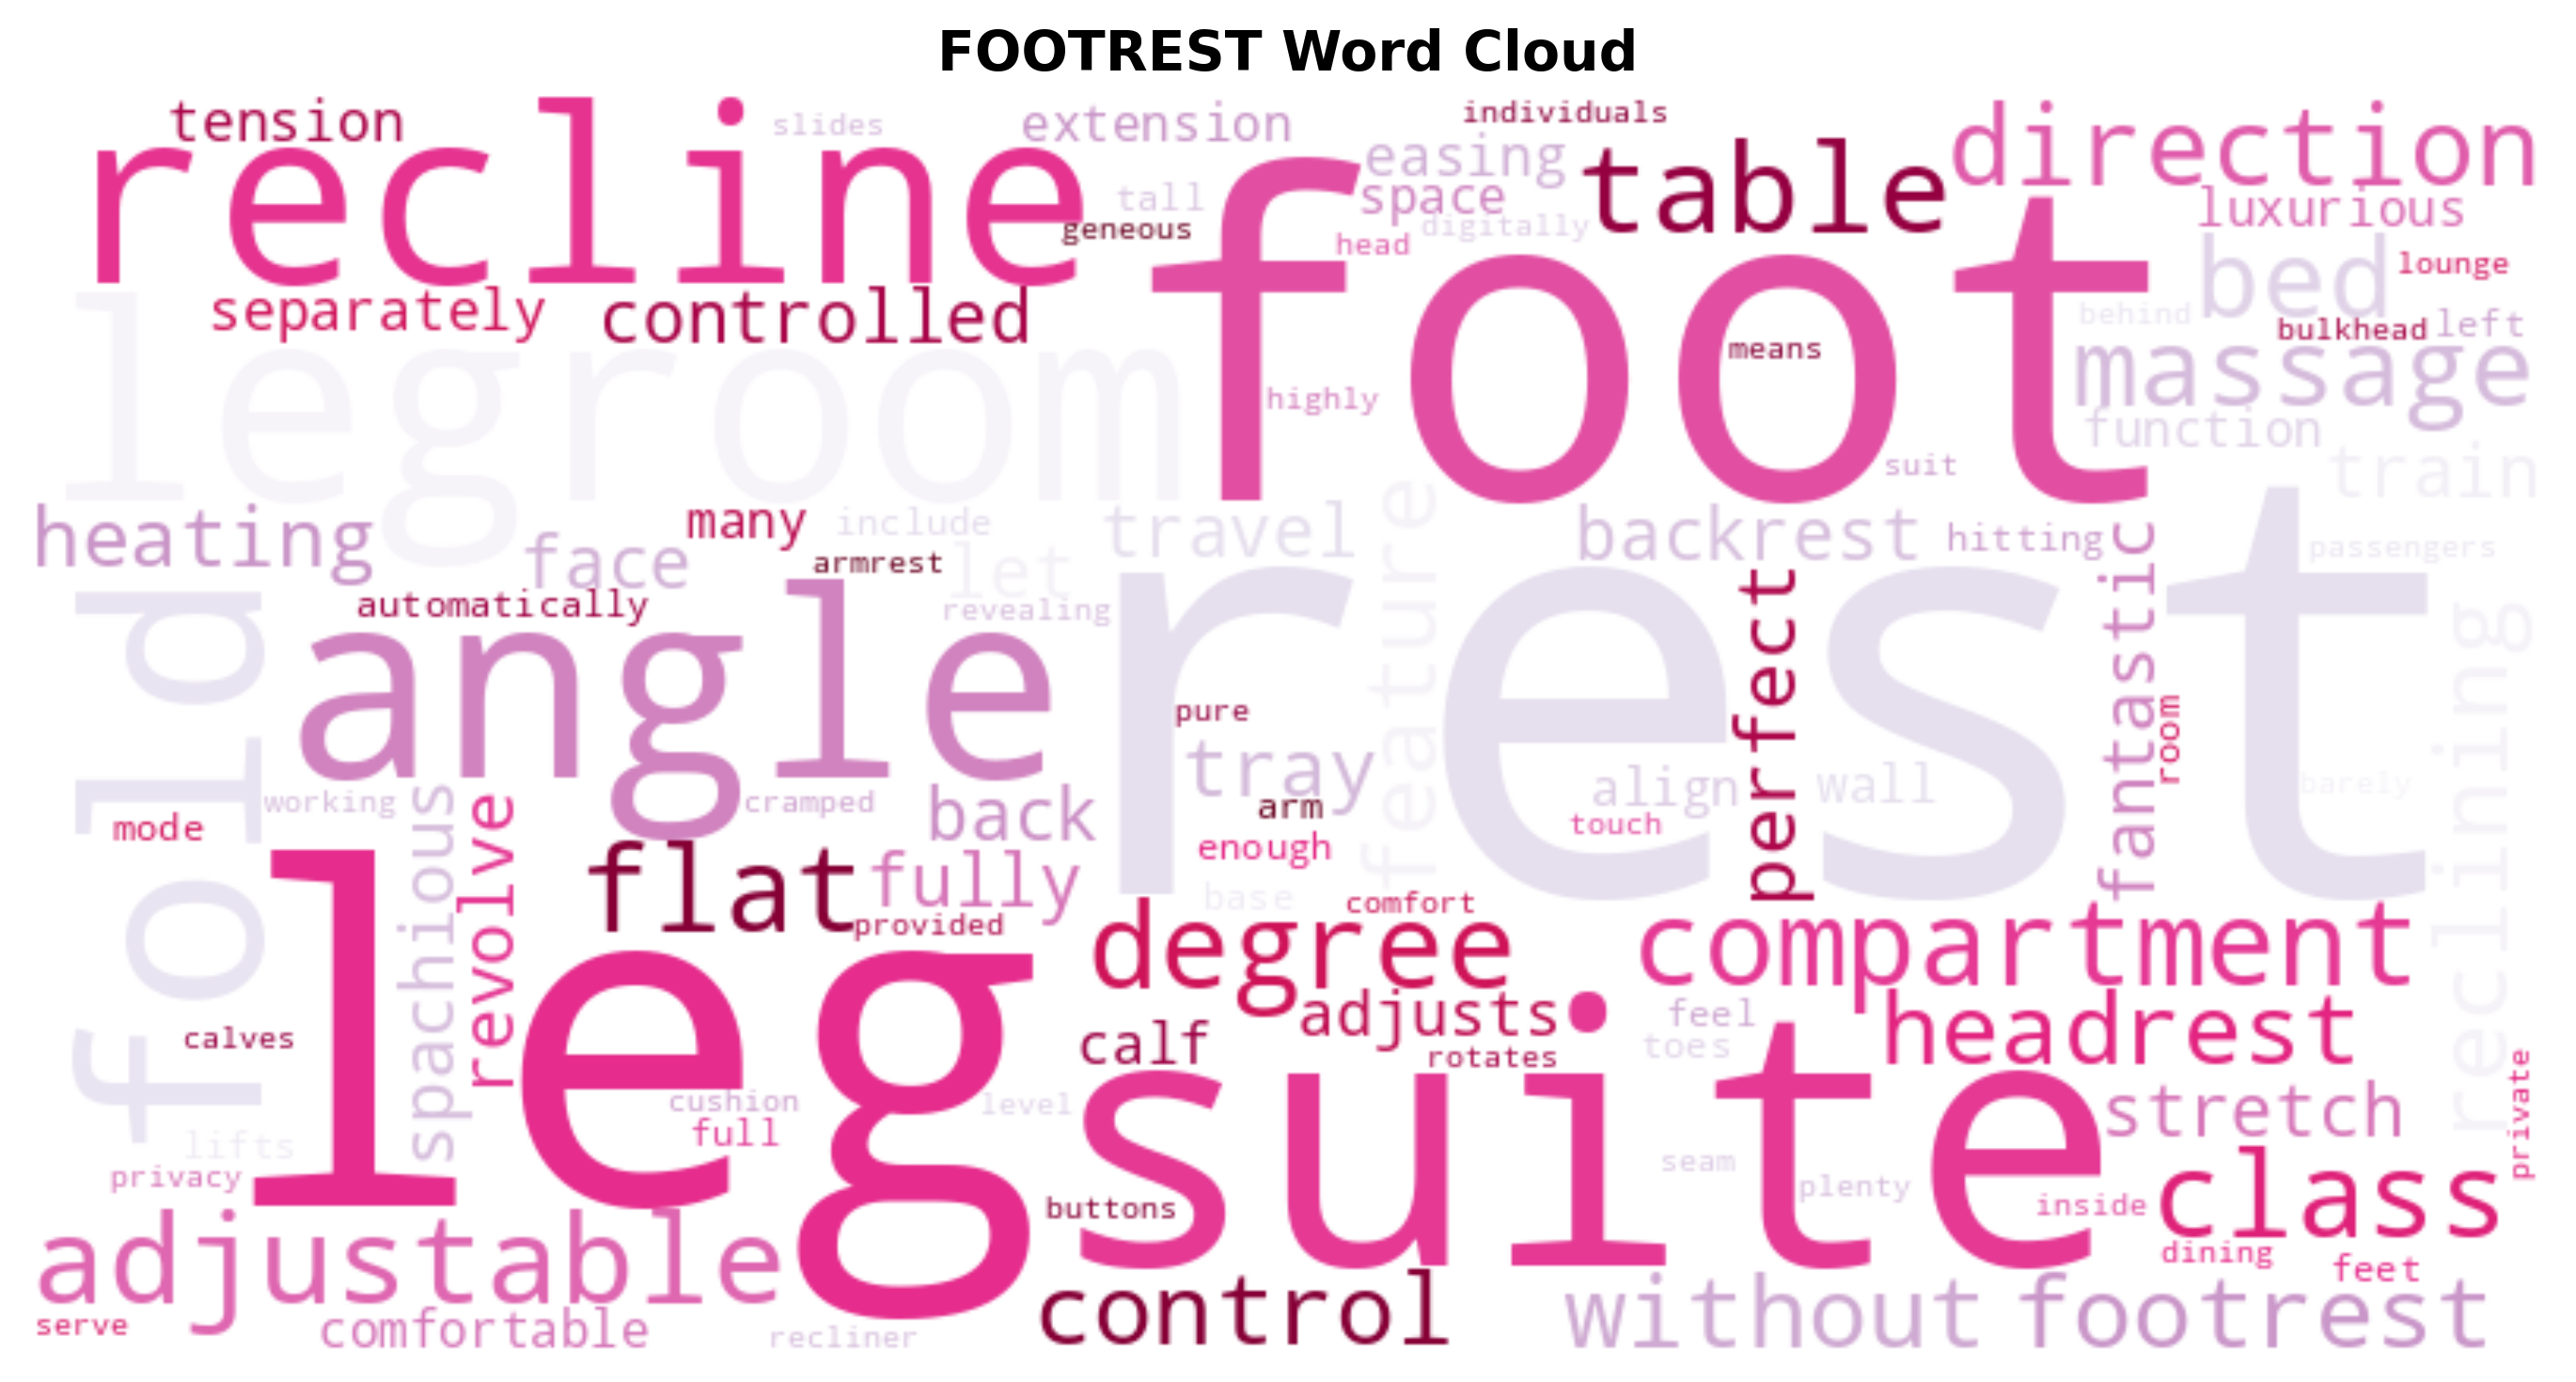 FOOTREST Word Cloud
tension
recline
slides
extension
individuals
easing
table
direction
space
tall
geneous
head
digitally
luxurious
bed
lounge
separately
controlled
foot
means
behind
bulkhead
left
legroom
highly
massage
function
suit
train
heating
face
many
include
armrest
let
travel
feature
backrest
hitting
fantastic
passengers
automatically
revealing
fold
angle
rest
perfect
reclining
pure
room
tray
align
wall
barely
working
cramped
back
arm
touch
mode
enough
spachious
revolve
flat
fully
provided
base
comfort
degree
compartment
leg
calves
calf
adjusts
rotates
feel
toes
headrest
cushion
full
level
suite
stretch
private
lifts
privacy
seam
plenty
buttons
inside
class
adjustable
dining
feet
serve
comfortable
recliner
control
without
footrest